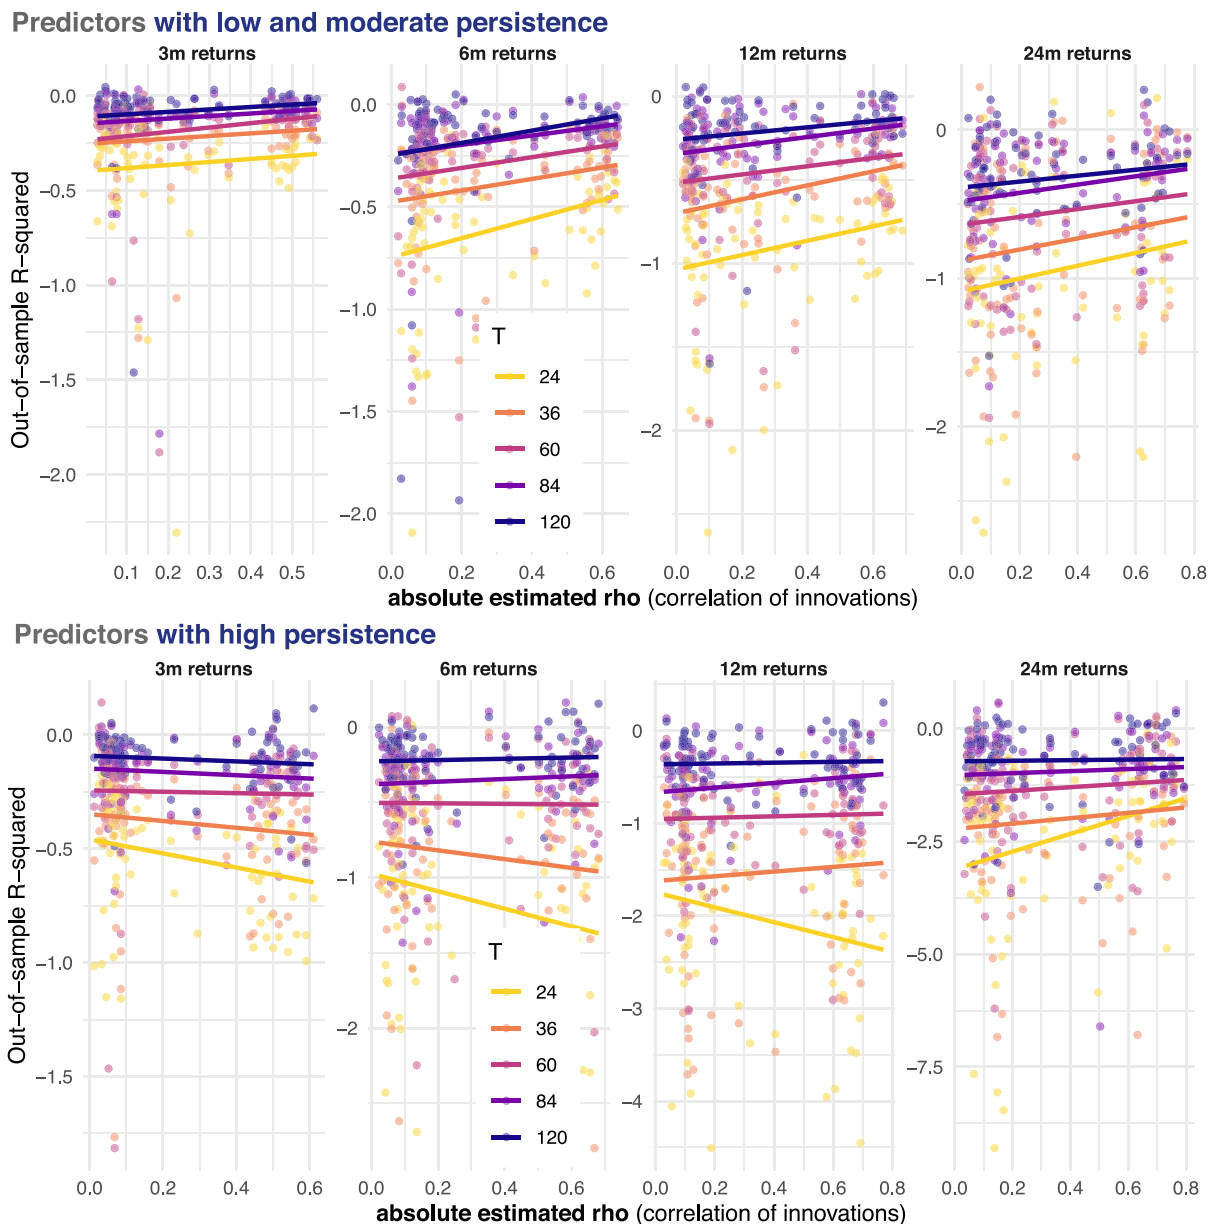 Predictors with low and moderate persistence
3m returns
6m returns
12m returns
24m returns
Out−of−sample R−squared
0.0
−0.5
−1.0
−1.5
−2.0
0.1 0.2 0.3 0.4 0.5
0.0
−0.5
−1.0
−1.5
−2.0
0.0 0.1 0.2 0.3 0.4 0.5 0.6
T
24
36
60
84
120
0
−1
−2
0.0 0.2 0.4 0.6
0
−1
−2
0.0 0.2 0.4 0.6 0.8
absolute estimated rho (correlation of innovations)
Predictors with high persistence
3m returns
6m returns
12m returns
24m returns
Out−of−sample R−squared
0.0
−0.5
−1.0
−1.5
0.0 0.2 0.4 0.6
0
−1
−2
0.0 0.2 0.4 0.6
T
24
36
60
84
120
0
−1
−2
−3
−4
0.0 0.2 0.4 0.6 0.8
0.0
−2.5
−5.0
−7.5
0.0 0.2 0.4 0.6 0.8
absolute estimated rho (correlation of innovations)